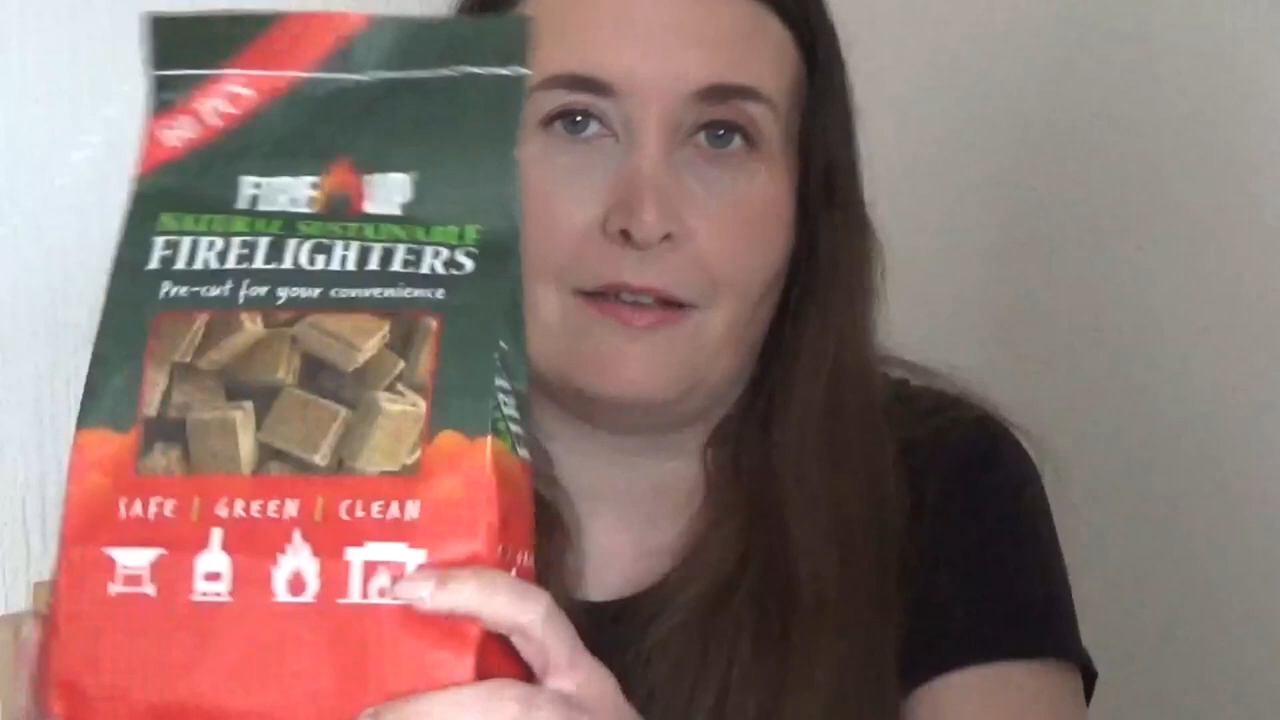 FIRE UP
NATURAL SUSTAINABLE
FIRELIGHTERS
Pre-cut for your convenience
SAFE | GREEN | CLEAN